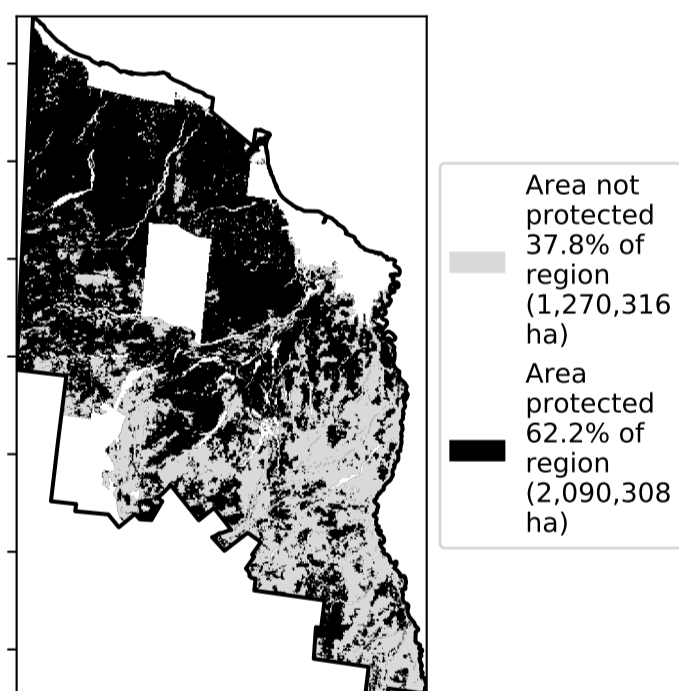 Area not
protected
37.8% of
region
(1,270,316
ha)
Area
protected
62.2% of
region
(2,090,308
ha)